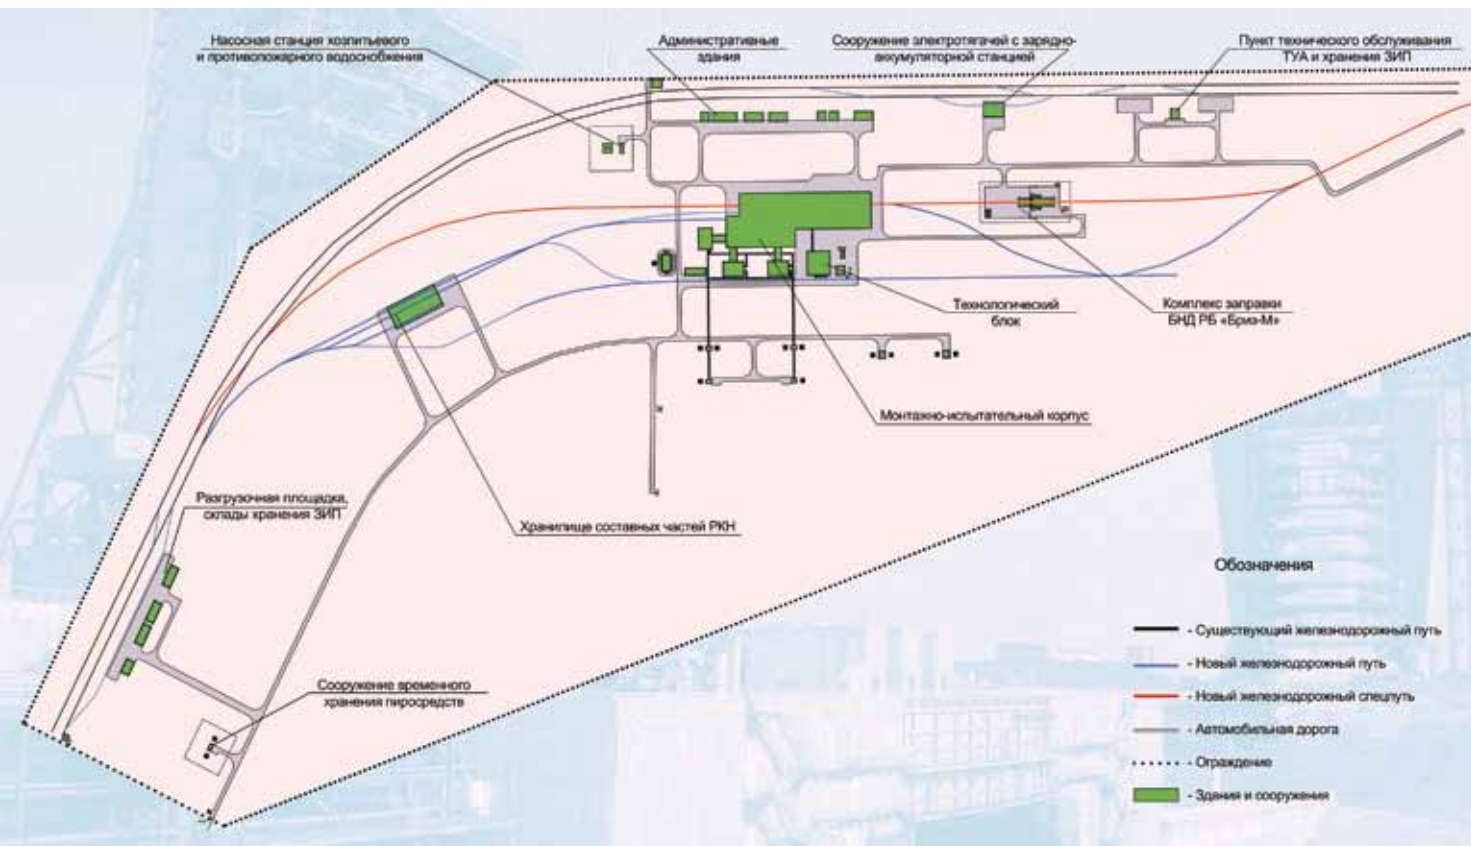 Насосная станция хозпитьевого
и противопожарного водоснобжения
Административные
здания
Сооружение электротягачей с зарядно-
аккумуляторной станцией
Пункт технического обслуживания
ТУА и хранения ЗИП
Технологический
блок
Комплекс заправки
БНД РБ «Бриз-М»
Монтажно-испытательный корпус
Разгрузочная площадка,
склады хранения ЗИП
Хранилище составных частей РКН
Сооружение временного
хранения пиросредств
Обозначения
- Существующий железнодорожный путь
- Новый железнодорожный путь
- Новый железнодорожный спецпуть
- Автомобильная дорога
- Ограждение
- Здания и сооружения